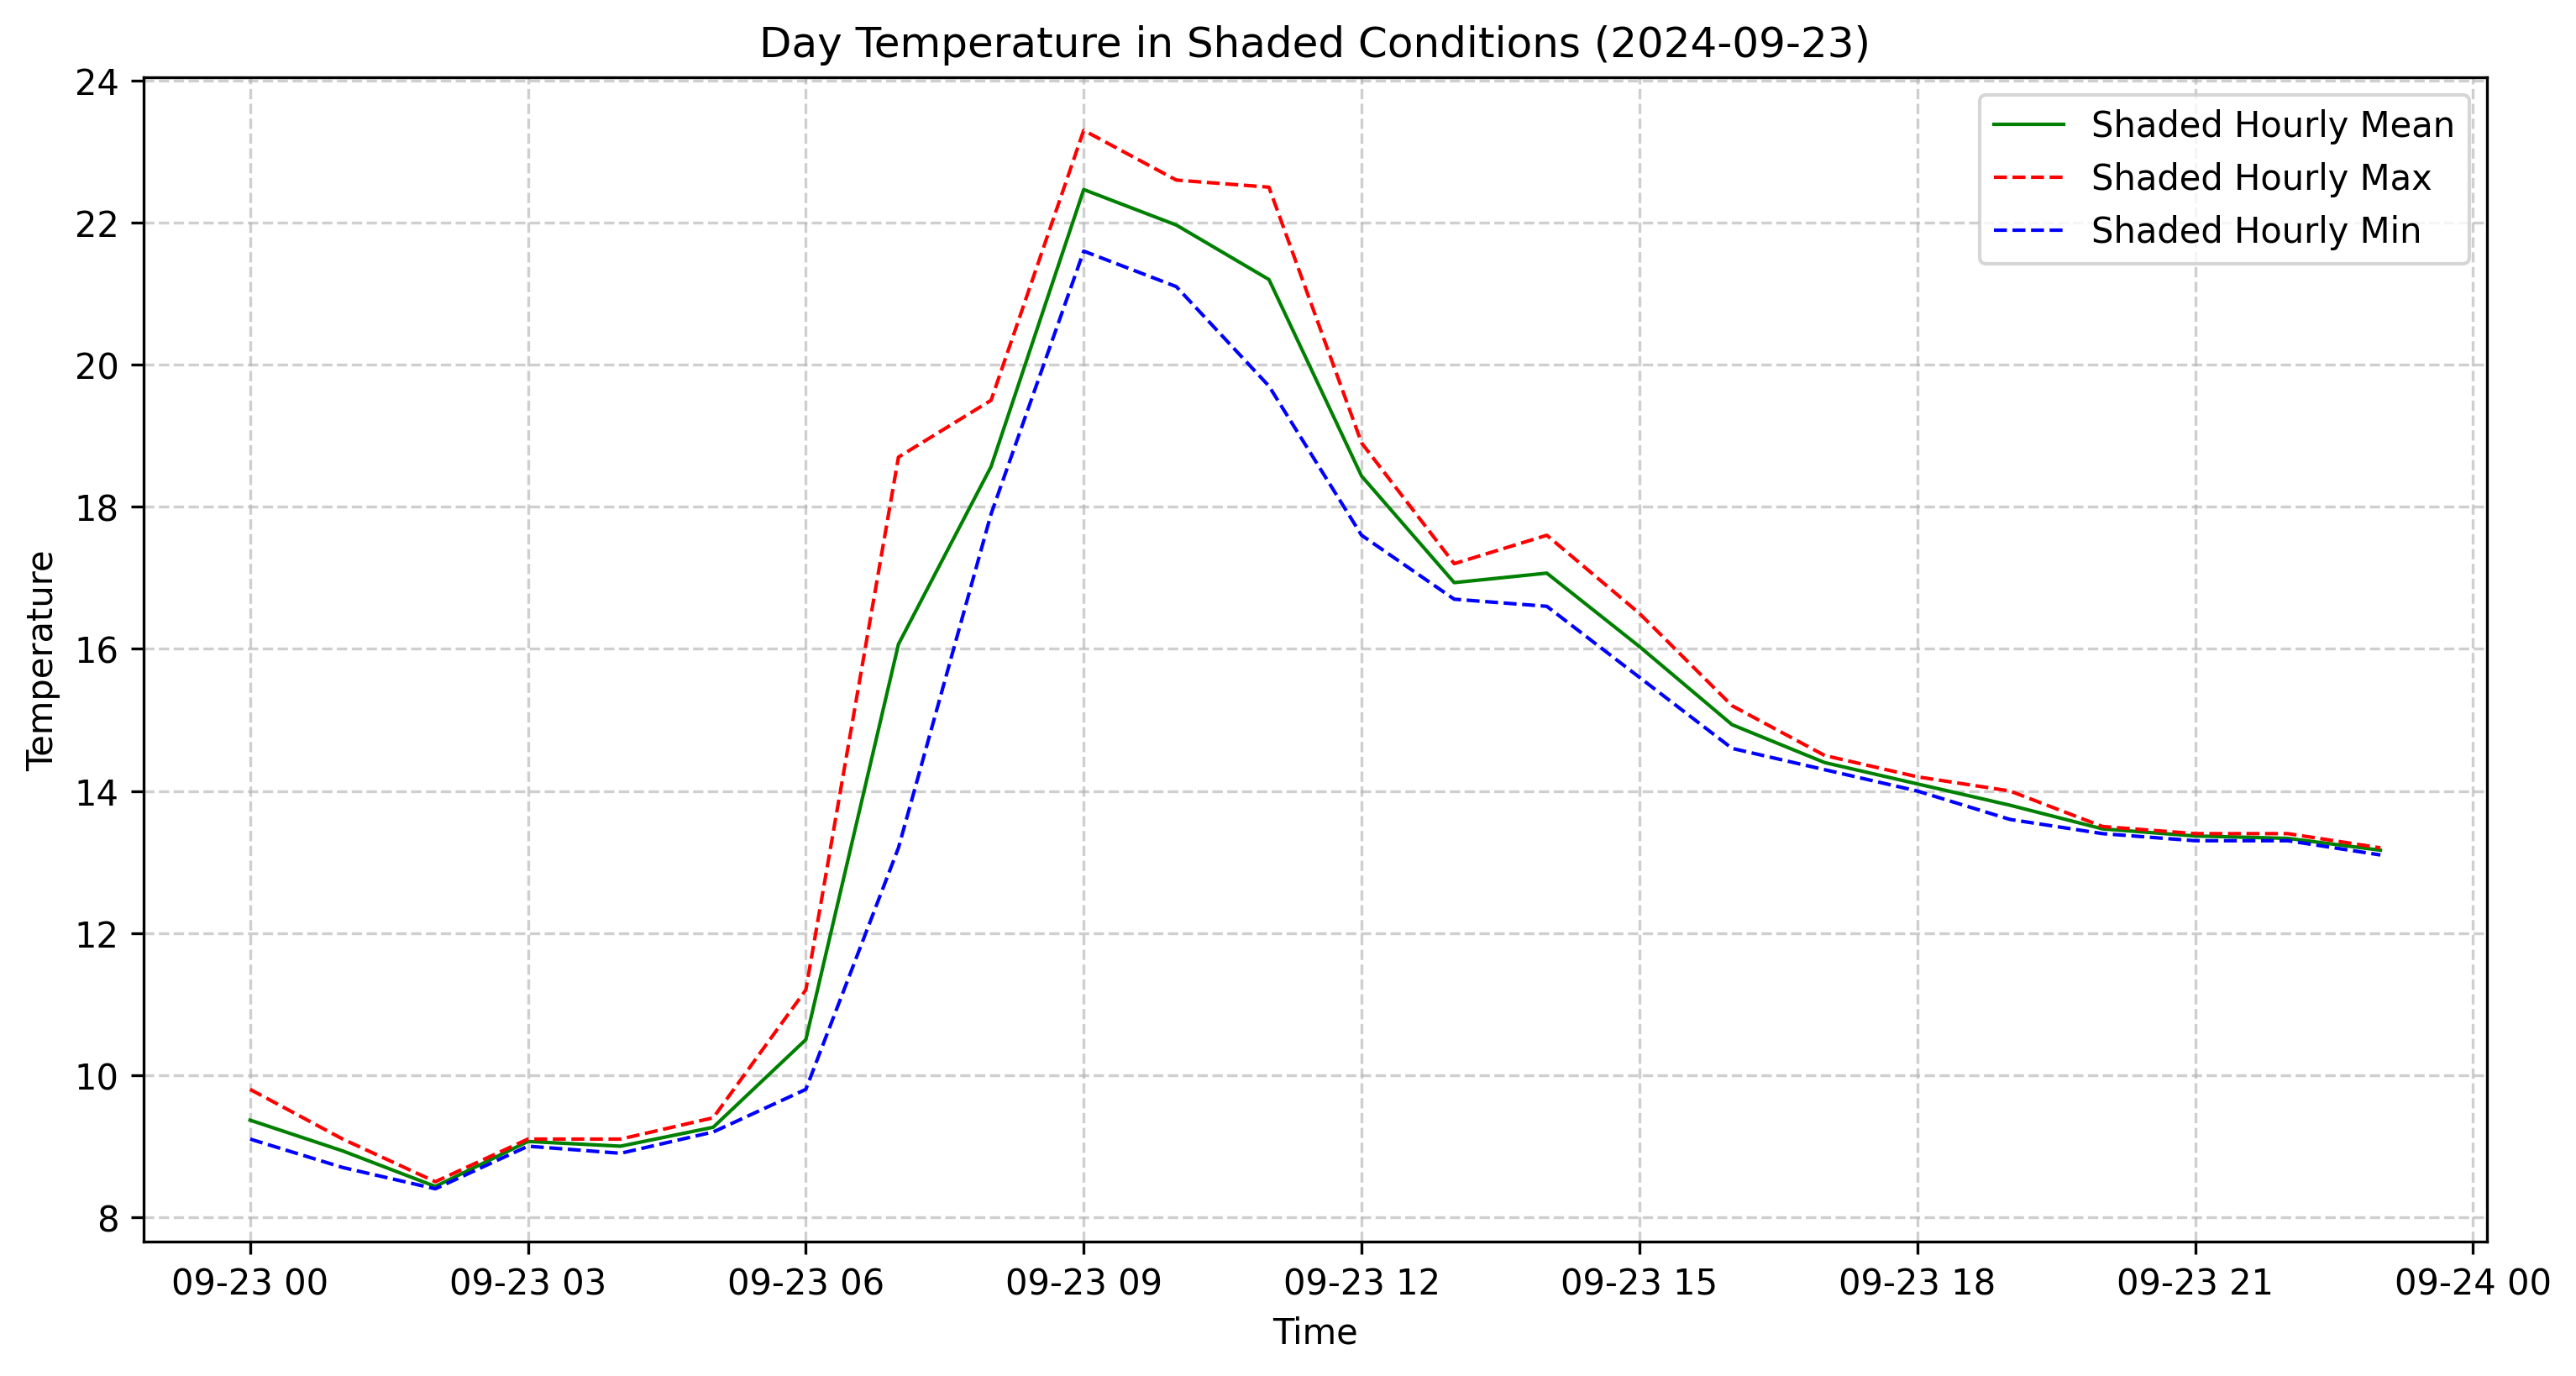 Day Temperature in Shaded Conditions (2024-09-23)
24
22
20
18
16
14
12
10
8
Temperature
Shaded Hourly Mean
Shaded Hourly Max
Shaded Hourly Min
09-23 00 09-23 03 09-23 06 09-23 09 09-23 12 09-23 15 09-23 18 09-23 21 09-24 00
Time